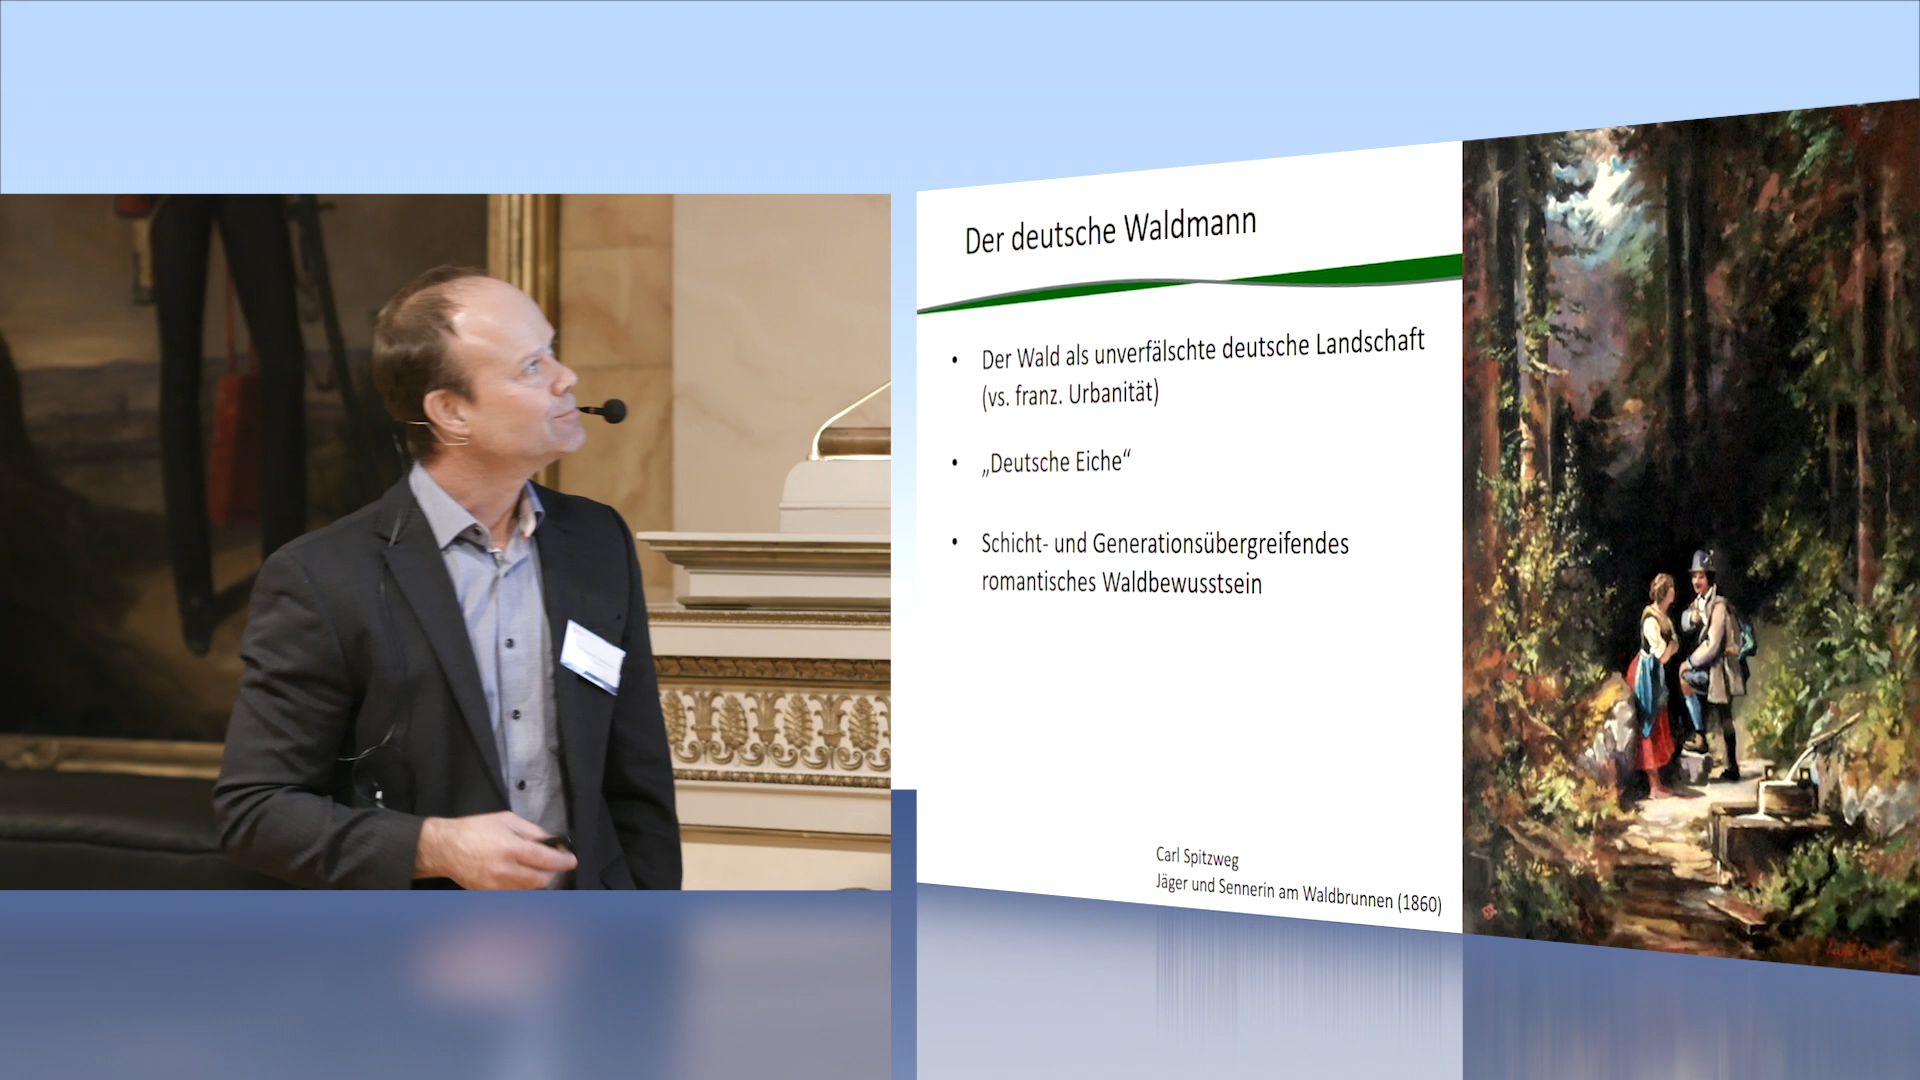 Der deutsche Waldmann
• Der Wald als unverfälschte deutsche Landschaft
(vs. franz. Urbanität)
• „Deutsche Eiche“
• Schicht- und Generationsübergreifendes
romantisches Waldbewusstsein
Carl Spitzweg
Jäger und Sennerin am Waldbrunnen (1860)